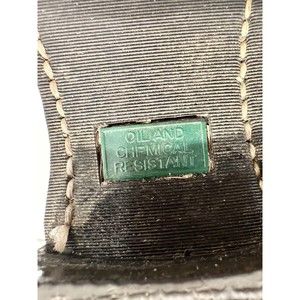 OIL AND
CHEMICAL
RESISTANT